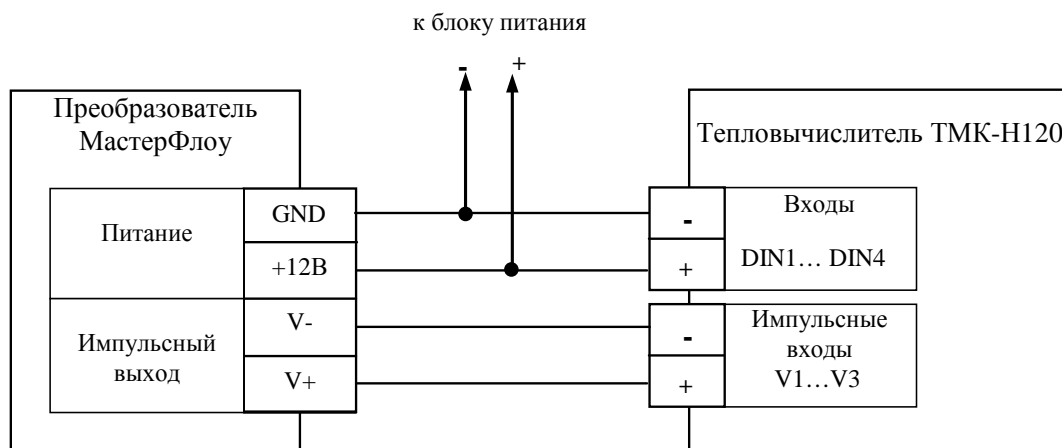 к блоку питания
- +
Преобразователь
МастерФлоу
Тепловычислитель ТМК-Н120
Питание
GND
+12В
-
+
Входы
DIN1... DIN4
Импульсный
выход
V-
V+
-
+
Импульсные
входы
V1...V3